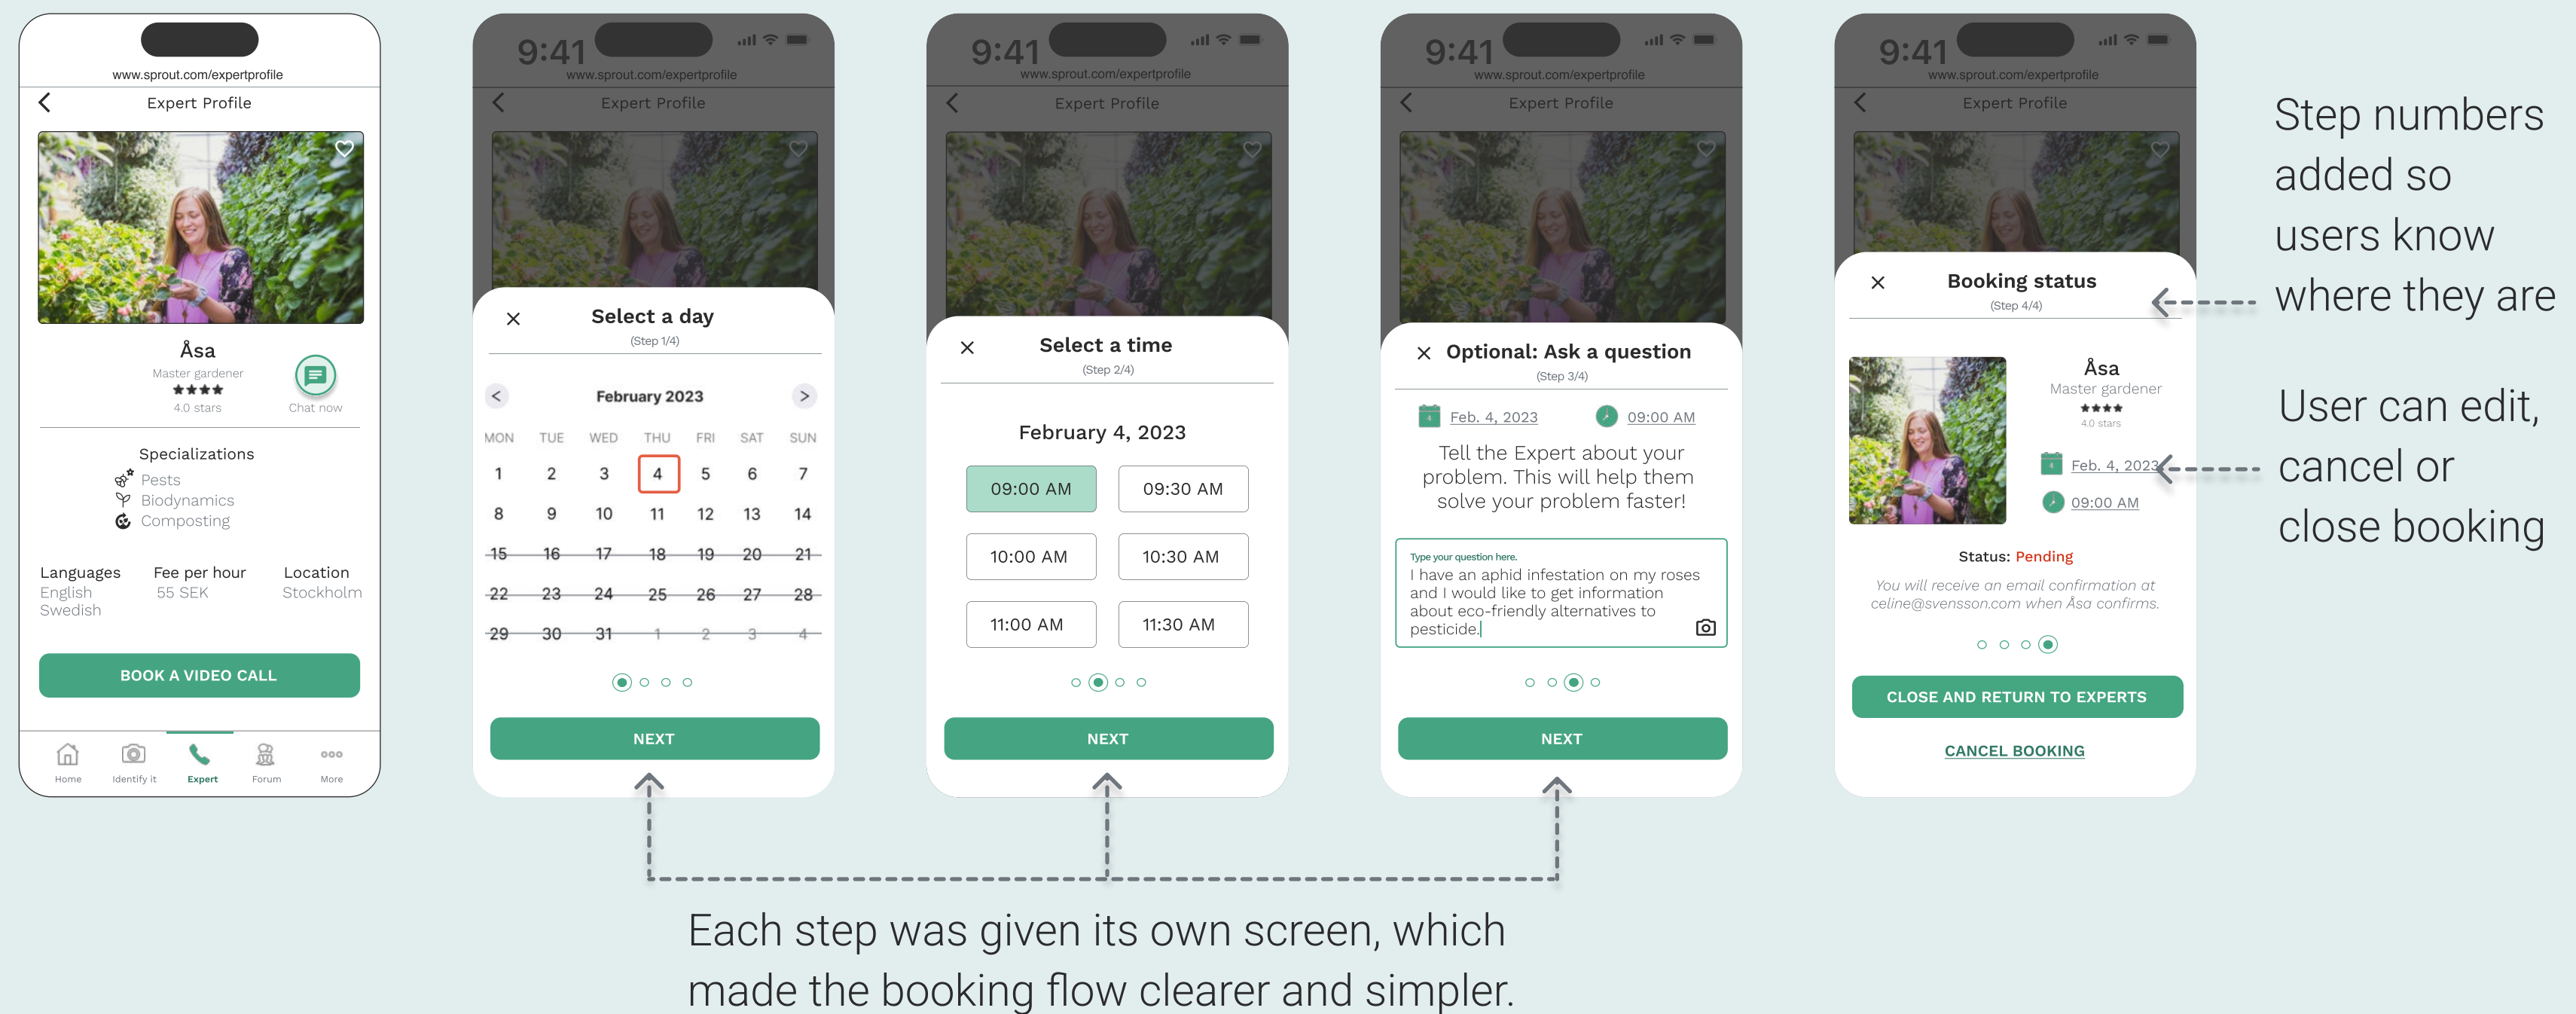 www.sprout.com/expertprofile
Expert Profile
Åsa
Master gardener
4.0 stars
Chat now
Specializations
Pests
Biodynamics
Composting
Languages
English
Swedish
Fee per hour
55 SEK
Location
Stockholm
BOOK A VIDEO CALL
Home Identify it Expert Forum More
9:41
www.sprout.com/expertprofile
Expert Profile
Select a day
(Step 1/4)
< February 2023 >
MON TUE WED THU FRI SAT SUN
1 2 3 4 5 6 7
8 9 10 11 12 13 14
15 16 17 18 19 20 21
22 23 24 25 26 27 28
29 30 31 1 2 3 4
NEXT
9:41
www.sprout.com/expertprofile
Expert Profile
Select a time
(Step 2/4)
February 4, 2023
09:00 AM 09:30 AM
10:00 AM 10:30 AM
11:00 AM 11:30 AM
NEXT
9:41
www.sprout.com/expertprofile
Expert Profile
Optional: Ask a question
(Step 3/4)
4 Feb. 4, 2023 09:00 AM
Tell the Expert about your
problem. This will help them
solve your problem faster!
Type your question here.
I have an aphid infestation on my roses
and I would like to get information
about eco-friendly alternatives to
pesticide.
NEXT
9:41
www.sprout.com/expertprofile
Expert Profile
Booking status
(Step 4/4)
Åsa
Master gardener
4.0 stars
4 Feb. 4, 2023
09:00 AM
Status: Pending
You will receive an email confirmation at
celine@svensson.com when Åsa confirms.
CLOSE AND RETURN TO EXPERTS
CANCEL BOOKING
Step numbers
added so
users know
where they are
User can edit,
cancel or
close booking
Each step was given its own screen, which
made the booking flow clearer and simpler.